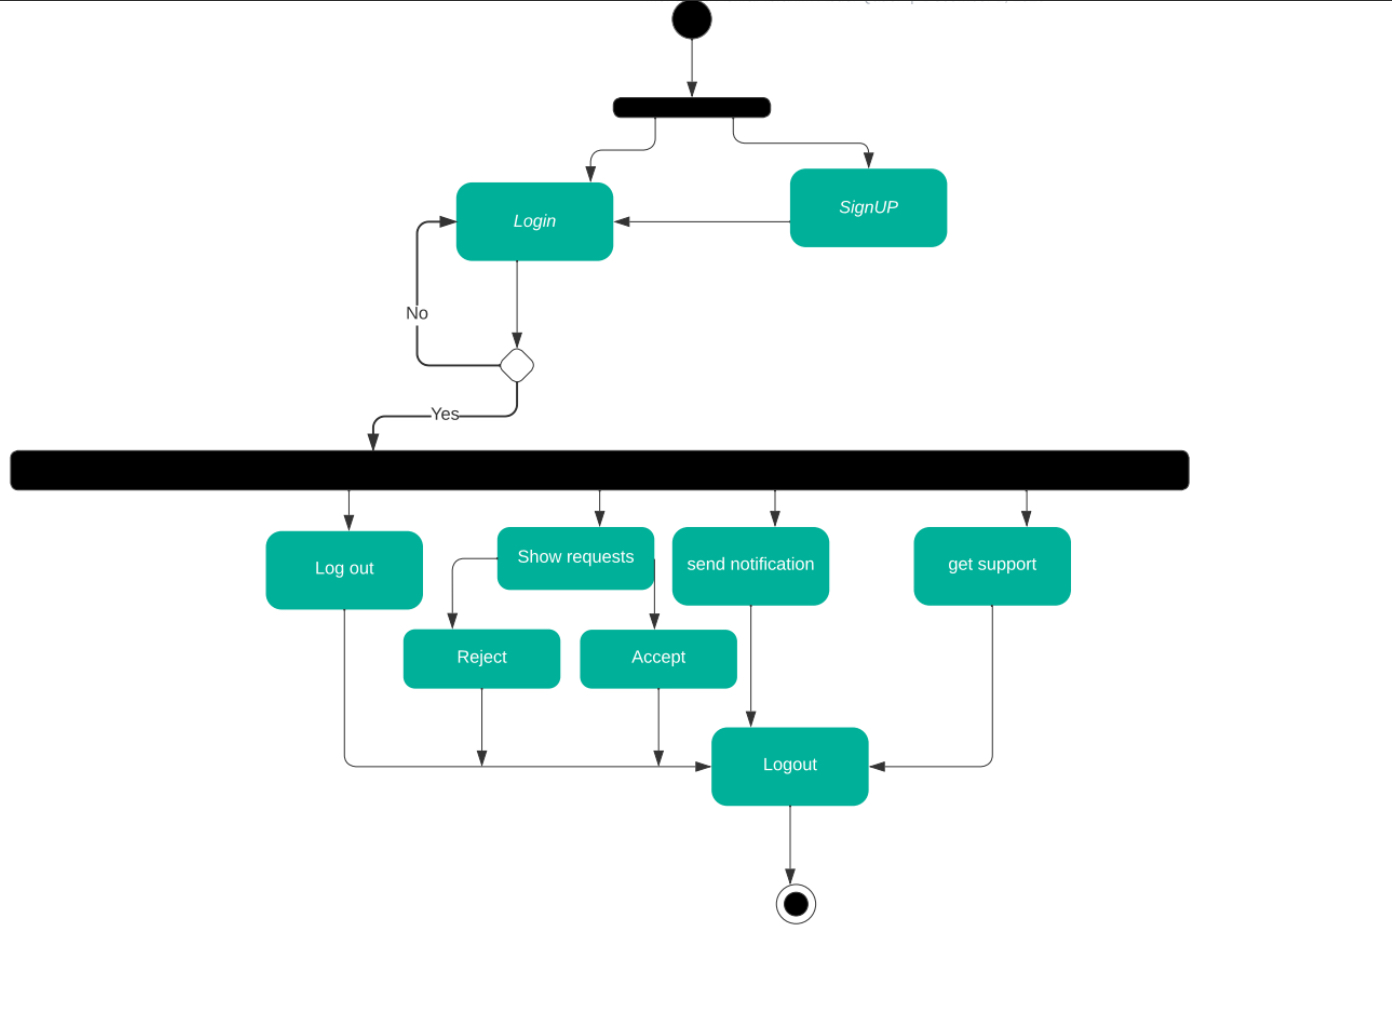 Login
SignUP
No
Yes
Log out
Show requests
send notification
get support
Reject
Accept
Logout